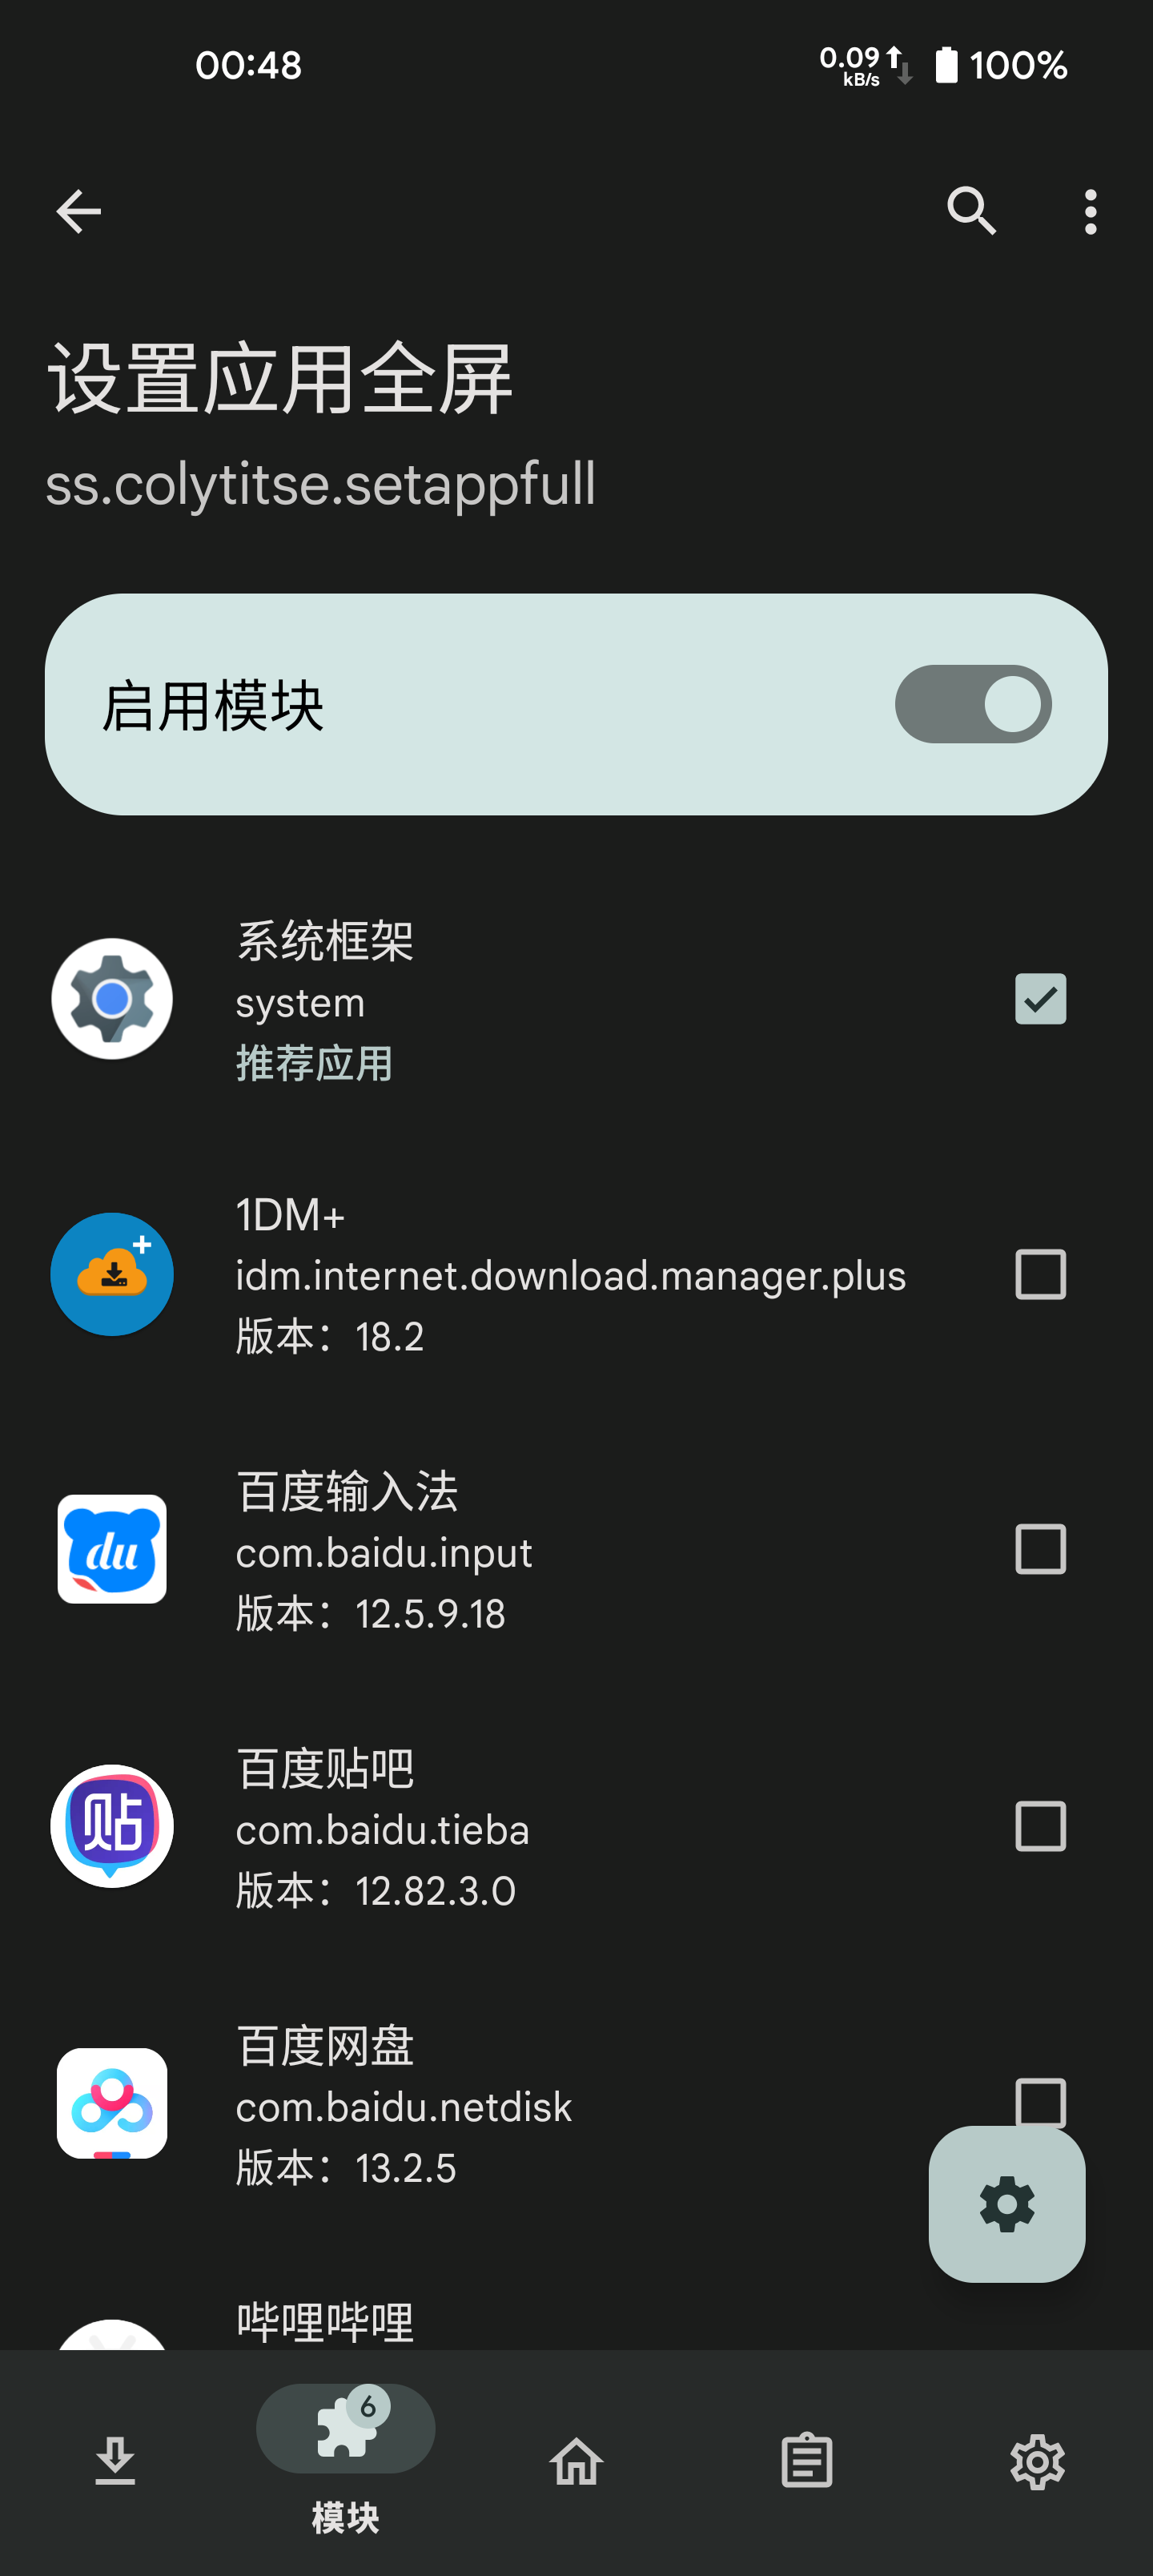 00:48
0.09
kB/s
100%
设置应用全屏
ss.colytitse.setappfull
启用模块
系统框架
system
推荐应用
1DM+
idm.internet.download.manager.plus
版本：18.2
百度输入法
du
com.baidu.input
版本：12.5.9.18
百度贴吧
贴
com.baidu.tieba
版本：12.82.3.0
百度网盘
com.baidu.netdisk
版本：13.2.5
哔哩哔哩
6
模块